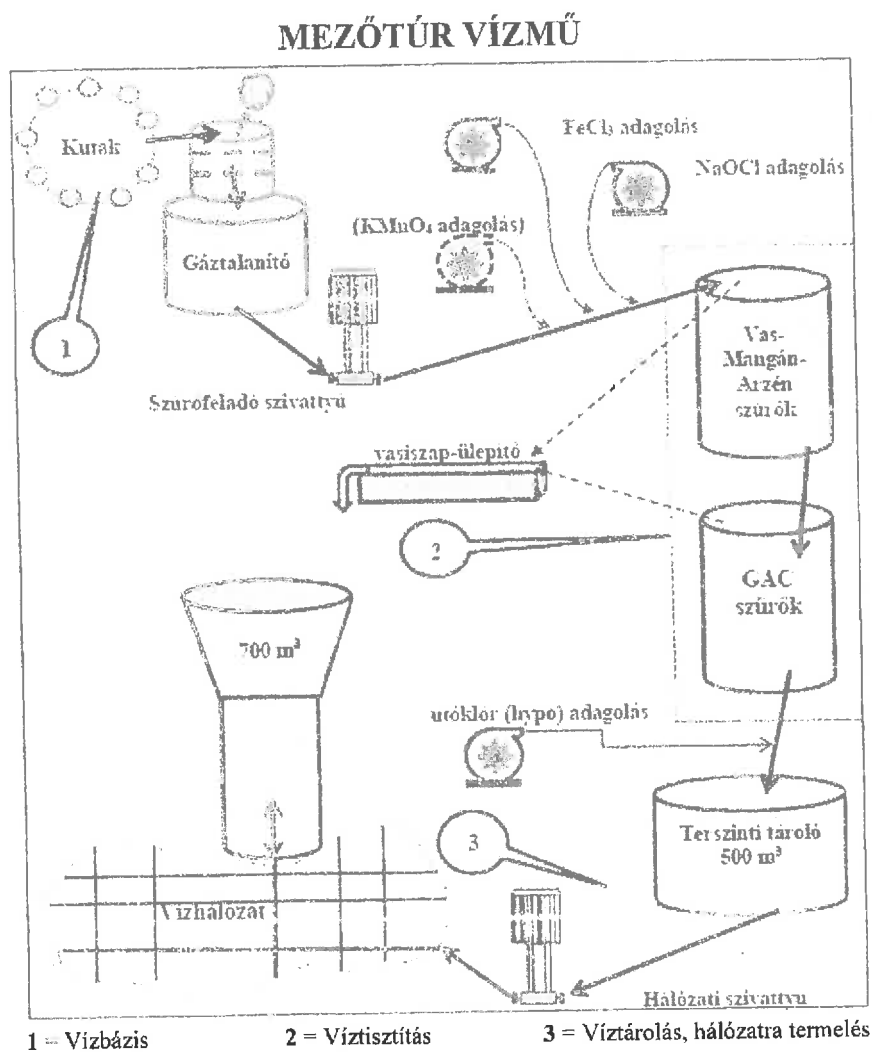 MEZŐTÚR VÍZMŰ
Kutak
FeCl₃ adagolás
NaOCl adagolás
(KMnO₄ adagolás)
Gáztalanító
1
Szűrőfeladó szivattyú
Vas-
Mangán-
Arzén
szűrők
vasiszap-ülepítő
2
GAC
szűrők
700 m³
utóklór (hypo) adagolás
3
Térszinti tároló
500 m³
Vízhálózat
Hálózati szivattyú
1 = Vízbázis
2 = Víztisztítás
3 = Víztárolás, hálózatra termelés